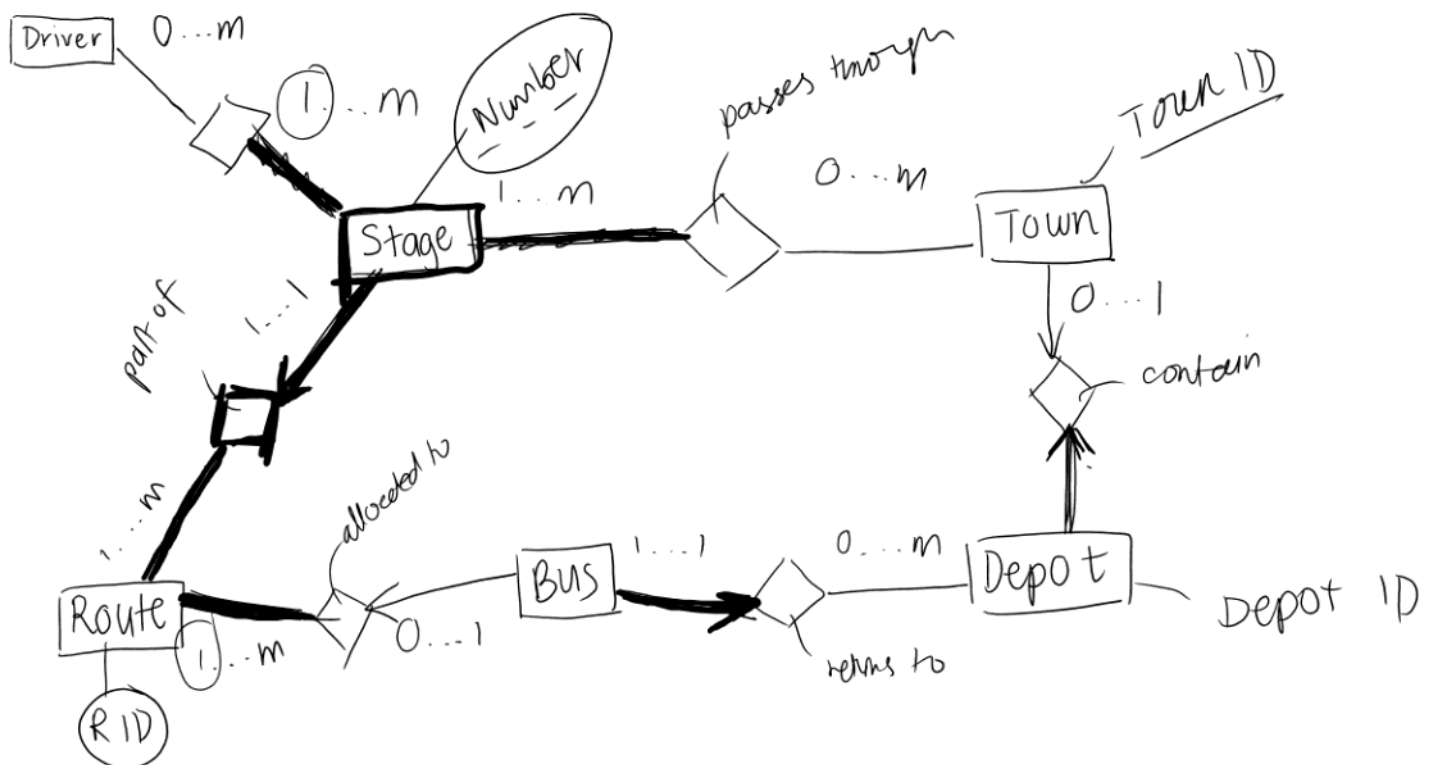 Driver
0...m
1...m
Number
passes through
Town ID
Stage
1...m
0...m
Town
part of
1...1
0...1
contain
1...m
allocated to
Route
1...m
0...1
Bus
1...1
0...m
Depot
Depot ID
returns to
RID